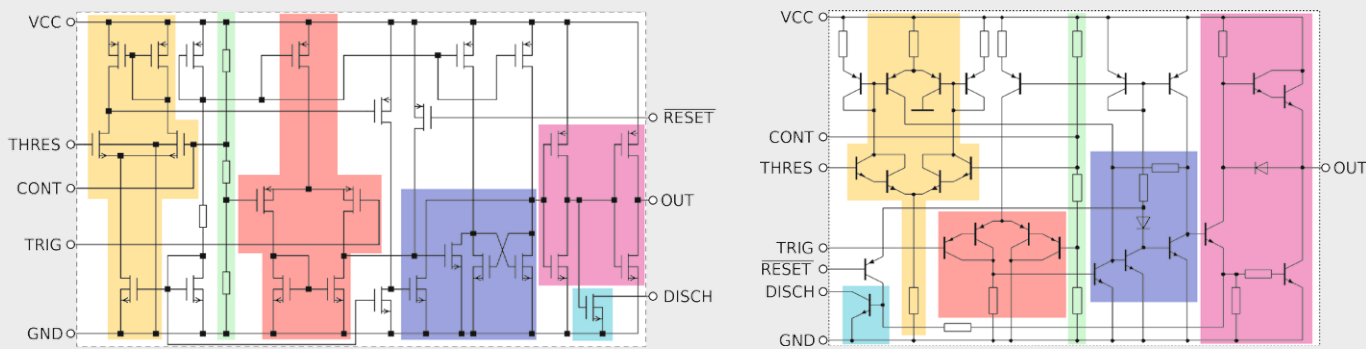 VCC
THRES
CONT
TRIG
GND
RESET
OUT
DISCH
VCC
CONT
THRES
TRIG
RESET
DISCH
GND
OUT